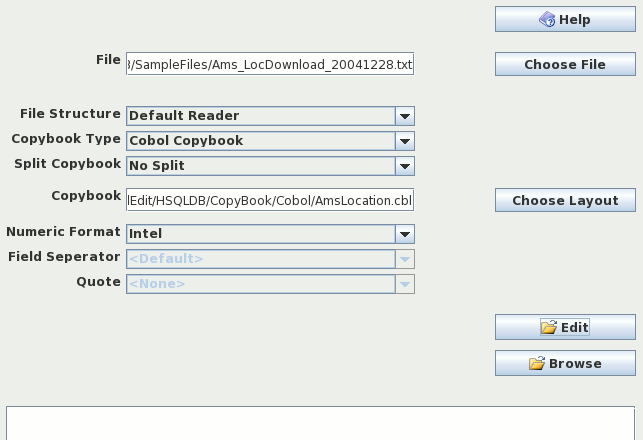 Help
File 3/SampleFiles/Ams_LocDownload_20041228.txt Choose File
File Structure Default Reader
Copybook Type Cobol Copybook
Split Copybook No Split
Copybook lEdit/HSQLDB/CopyBook/Cobol/AmsLocation.cbl Choose Layout
Numeric Format Intel
Field Seperator <Default>
Quote <None>
Edit
Browse